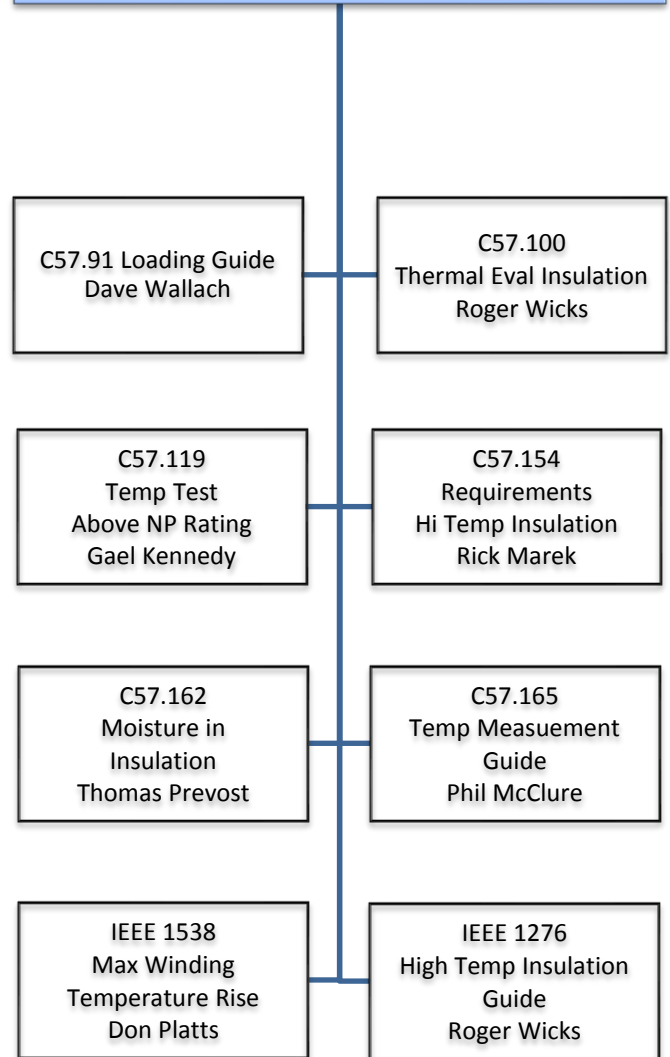 C57.91 Loading Guide
Dave Wallach
C57.100
Thermal Eval Insulation
Roger Wicks
C57.119
Temp Test
Above NP Rating
Gael Kennedy
C57.154
Requirements
Hi Temp Insulation
Rick Marek
C57.162
Moisture in
Insulation
Thomas Prevost
C57.165
Temp Measuement
Guide
Phil McClure
IEEE 1538
Max Winding
Temperature Rise
Don Platts
IEEE 1276
High Temp Insulation
Guide
Roger Wicks